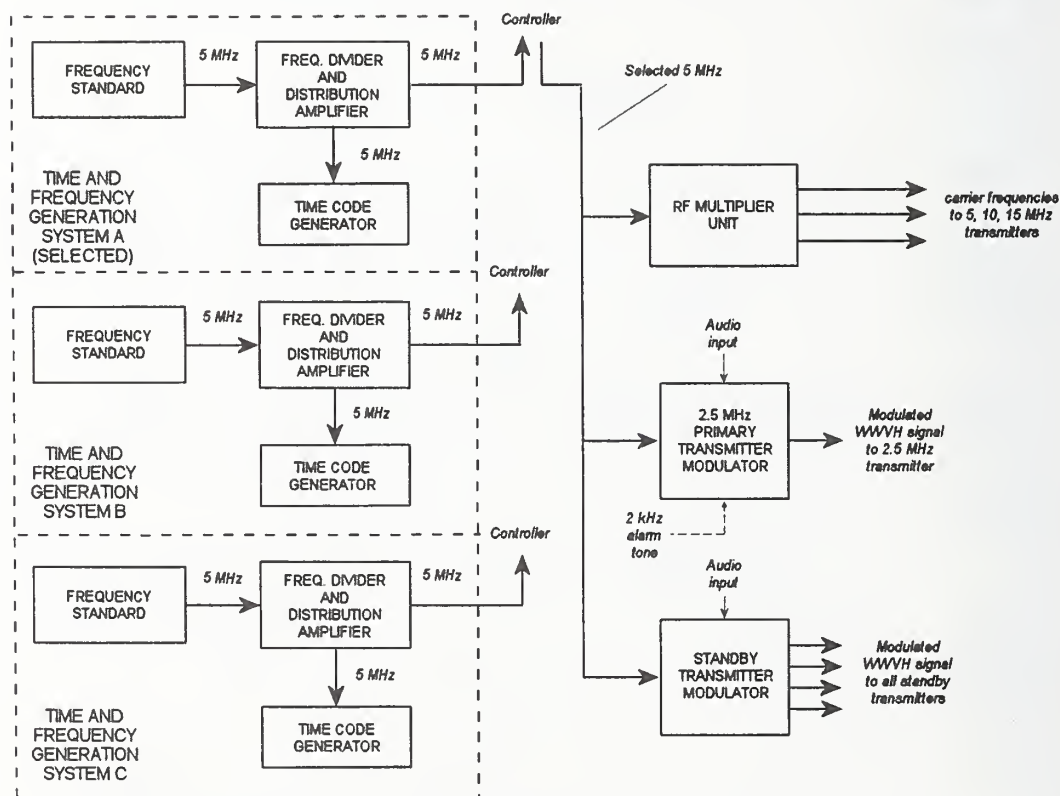 Controller
5 MHz
5 MHz
FREQUENCY
STANDARD
FREQ. DIVIDER
AND
DISTRIBUTION
AMPLIFIER
Selected 5 MHz
5 MHz
TIME AND
FREQUENCY
GENERATION
SYSTEM A
(SELECTED)
TIME CODE
GENERATOR
RF MULTIPLIER
UNIT
carrier frequencies
to 5, 10, 15 MHz
transmitters
Controller
5 MHz
5 MHz
FREQUENCY
STANDARD
FREQ. DIVIDER
AND
DISTRIBUTION
AMPLIFIER
5 MHz
TIME AND
FREQUENCY
GENERATION
SYSTEM B
TIME CODE
GENERATOR
Audio
input
2.5 MHz
PRIMARY
TRANSMITTER
MODULATOR
Modulated
WWVH signal
to 2.5 MHz
transmitter
2 kHz
alarm
tone
Controller
5 MHz
5 MHz
FREQUENCY
STANDARD
FREQ. DIVIDER
AND
DISTRIBUTION
AMPLIFIER
5 MHz
TIME AND
FREQUENCY
GENERATION
SYSTEM C
TIME CODE
GENERATOR
Audio
input
STANDBY
TRANSMITTER
MODULATOR
Modulated
WWVH signal
to all standby
transmitters